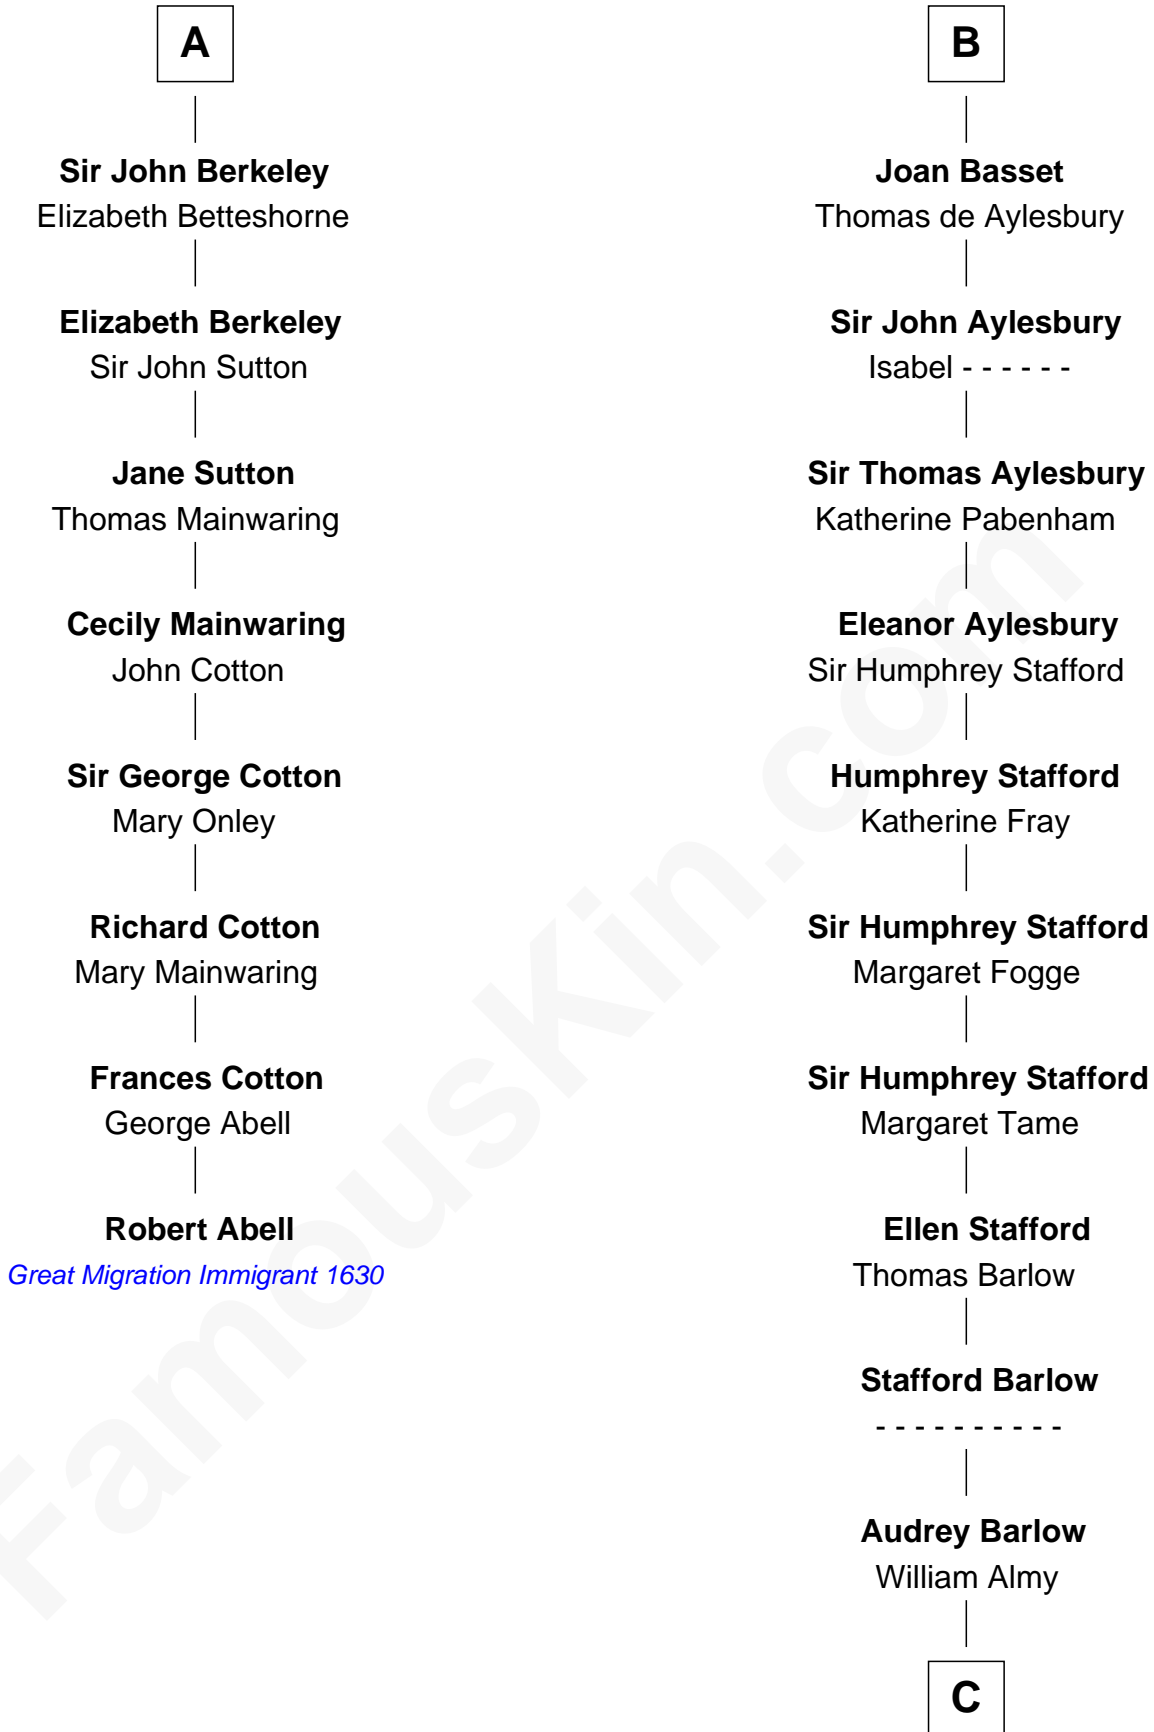 A
Sir John Berkeley
Elizabeth Betteshorne
Elizabeth Berkeley
Sir John Sutton
Jane Sutton
Thomas Mainwaring
Cecily Mainwaring
John Cotton
Sir George Cotton
Mary Onley
Richard Cotton
Mary Mainwaring
Frances Cotton
George Abell
Robert Abell
Great Migration Immigrant 1630
B
Joan Basset
Thomas de Aylesbury
Sir John Aylesbury
Isabel - - - - - -
Sir Thomas Aylesbury
Katherine Pabenham
Eleanor Aylesbury
Sir Humphrey Stafford
Humphrey Stafford
Katherine Fray
Sir Humphrey Stafford
Margaret Fogge
Sir Humphrey Stafford
Margaret Tame
Ellen Stafford
Thomas Barlow
Stafford Barlow
- - - - - - - - - -
Audrey Barlow
William Almy
C
FamousKin.com